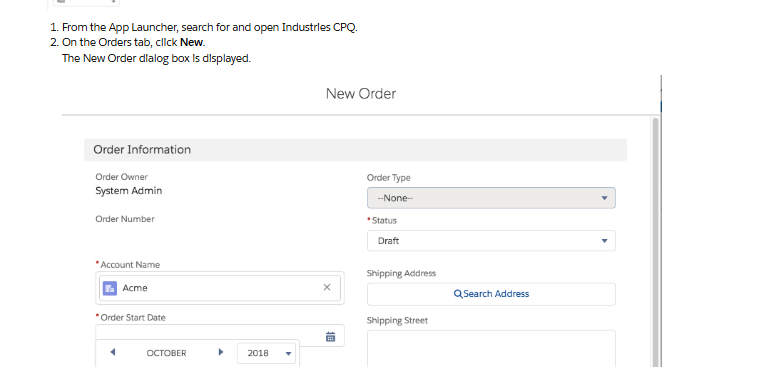 1. From the App Launcher, search for and open Industries CPQ.
2. On the Orders tab, click New.
The New Order dialog box is displayed.
New Order
Order Information
Order Owner
System Admin
Order Type
--None--
Order Number
*Status
Draft
*Account Name
Acme
Shipping Address
Search Address
*Order Start Date
Shipping Street
OCTOBER 2018